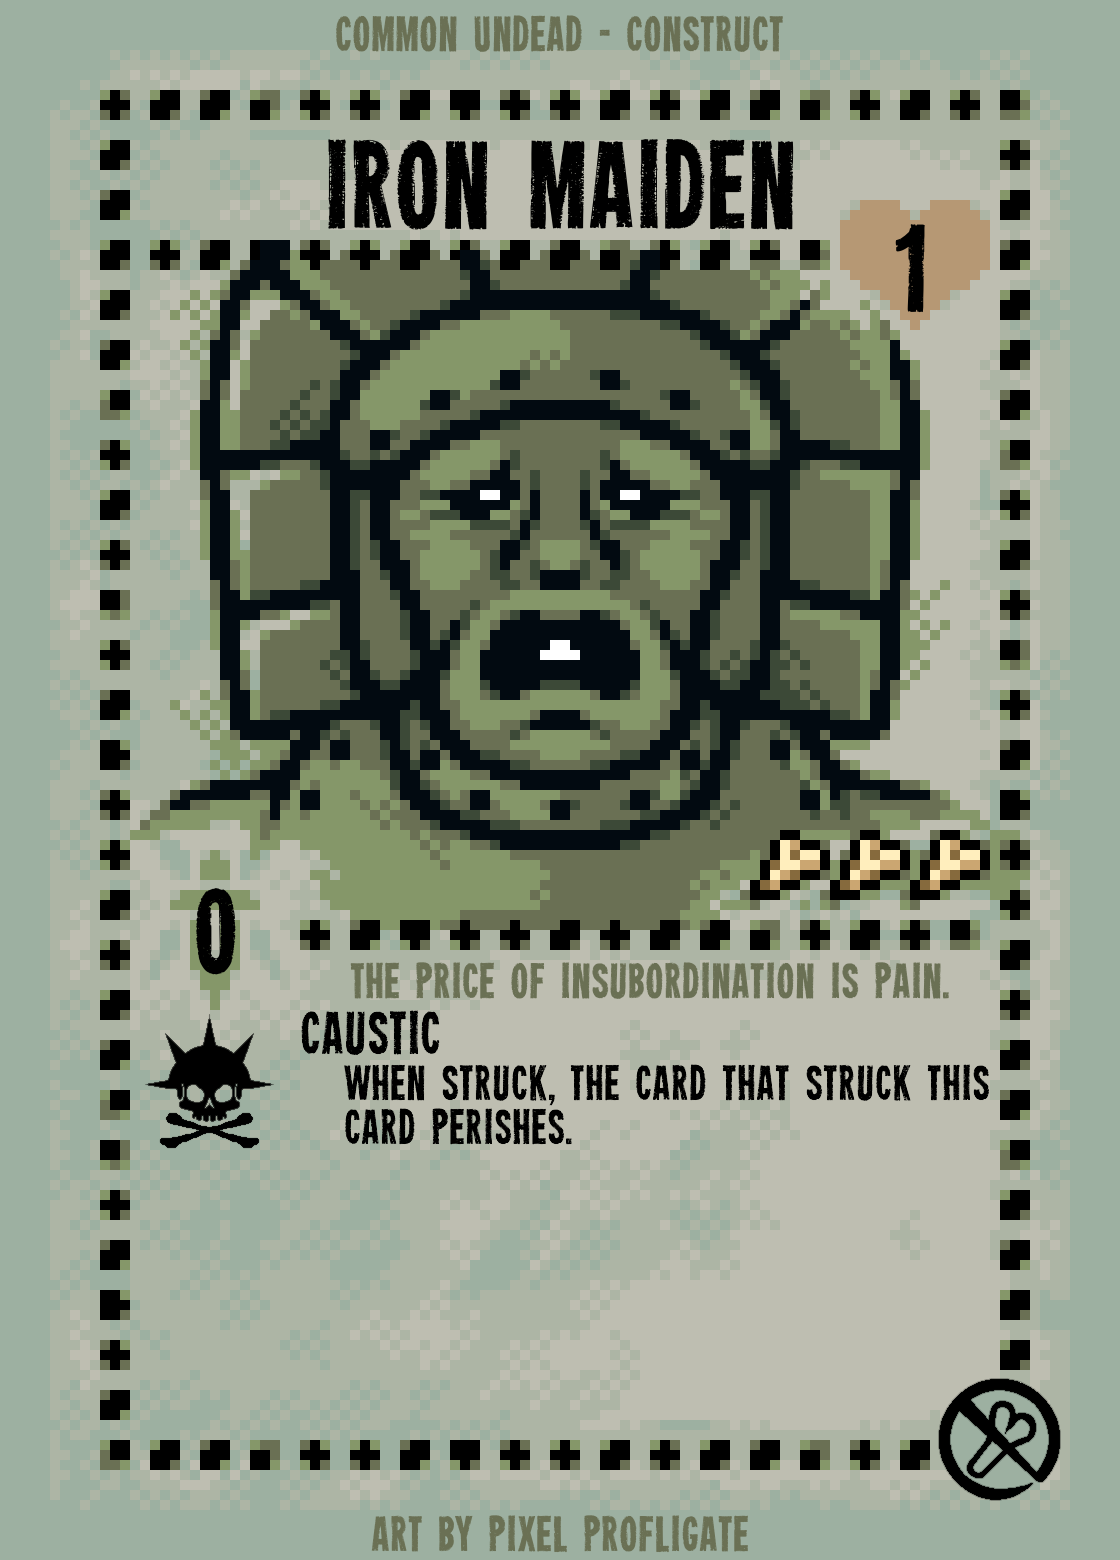 COMMON UNDEAD - CONSTRUCT
IRON MAIDEN
1
0
THE PRICE OF INSUBORDINATION IS PAIN.
CAUSTIC
WHEN STRUCK, THE CARD THAT STRUCK THIS
CARD PERISHES.
ART BY PIXEL PROFLIGATE